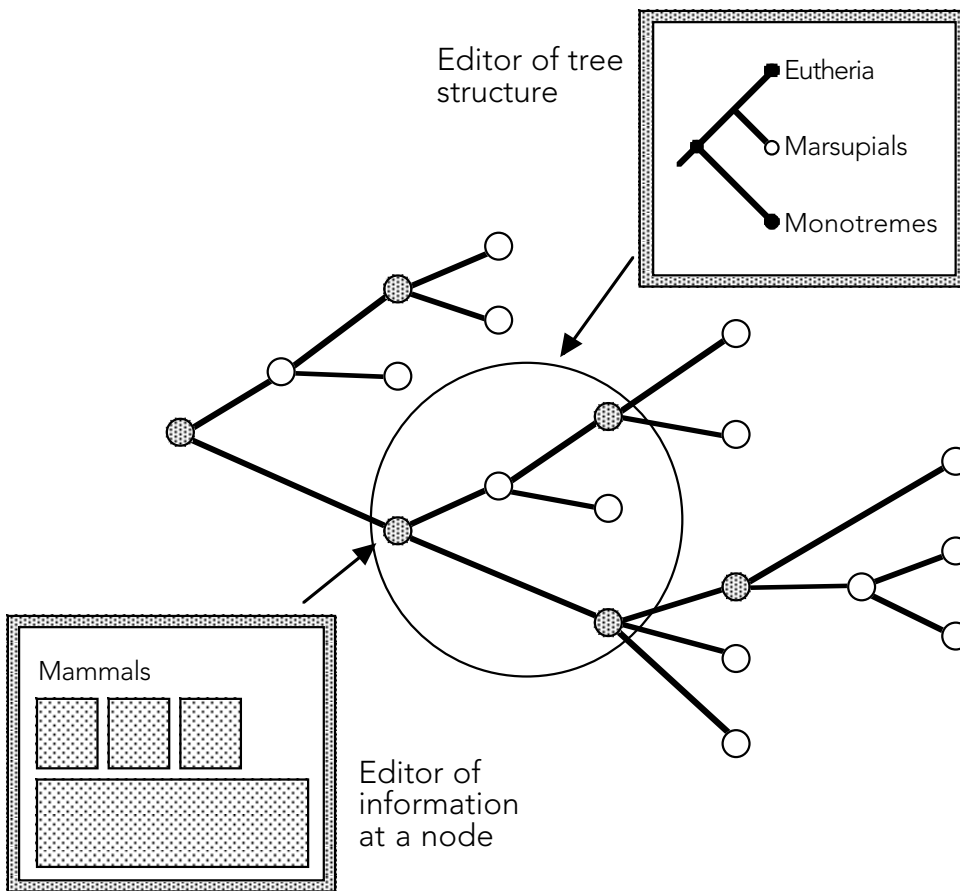 Editor of tree
structure
Eutheria
Marsupials
Monotremes
Mammals
Editor of
information
at a node